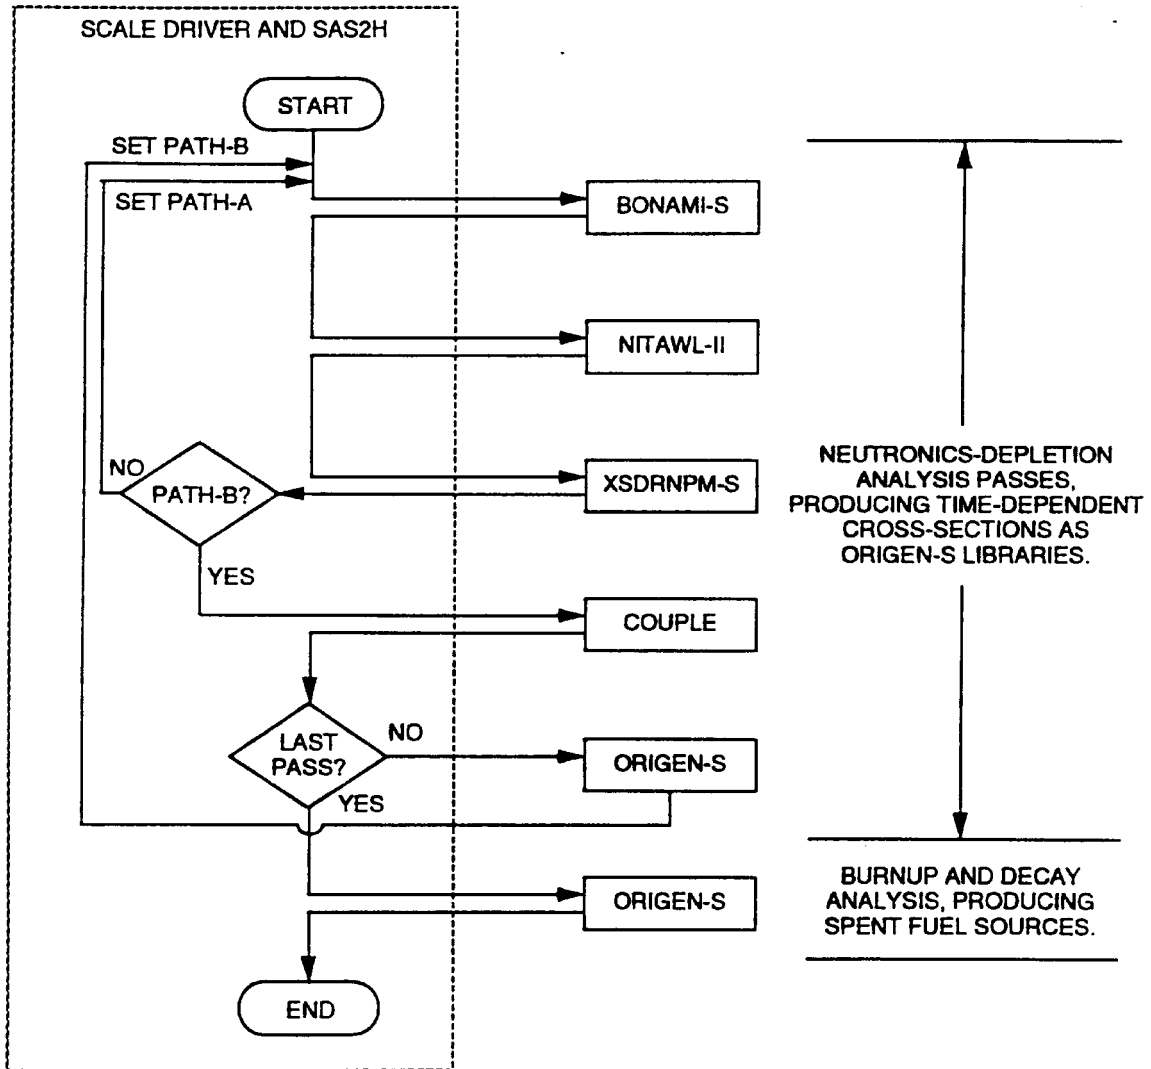 SCALE DRIVER AND SAS2H
START
SET PATH-B
SET PATH-A
BONAMI-S
NITAWL-II
NO
PATH-B?
XSDRNPM-S
YES
NEUTRONICS-DEPLETION
ANALYSIS PASSES,
PRODUCING TIME-DEPENDENT
CROSS-SECTIONS AS
ORIGEN-S LIBRARIES.
COUPLE
LAST
PASS?
NO
ORIGEN-S
YES
ORIGEN-S
BURNUP AND DECAY
ANALYSIS, PRODUCING
SPENT FUEL SOURCES.
END